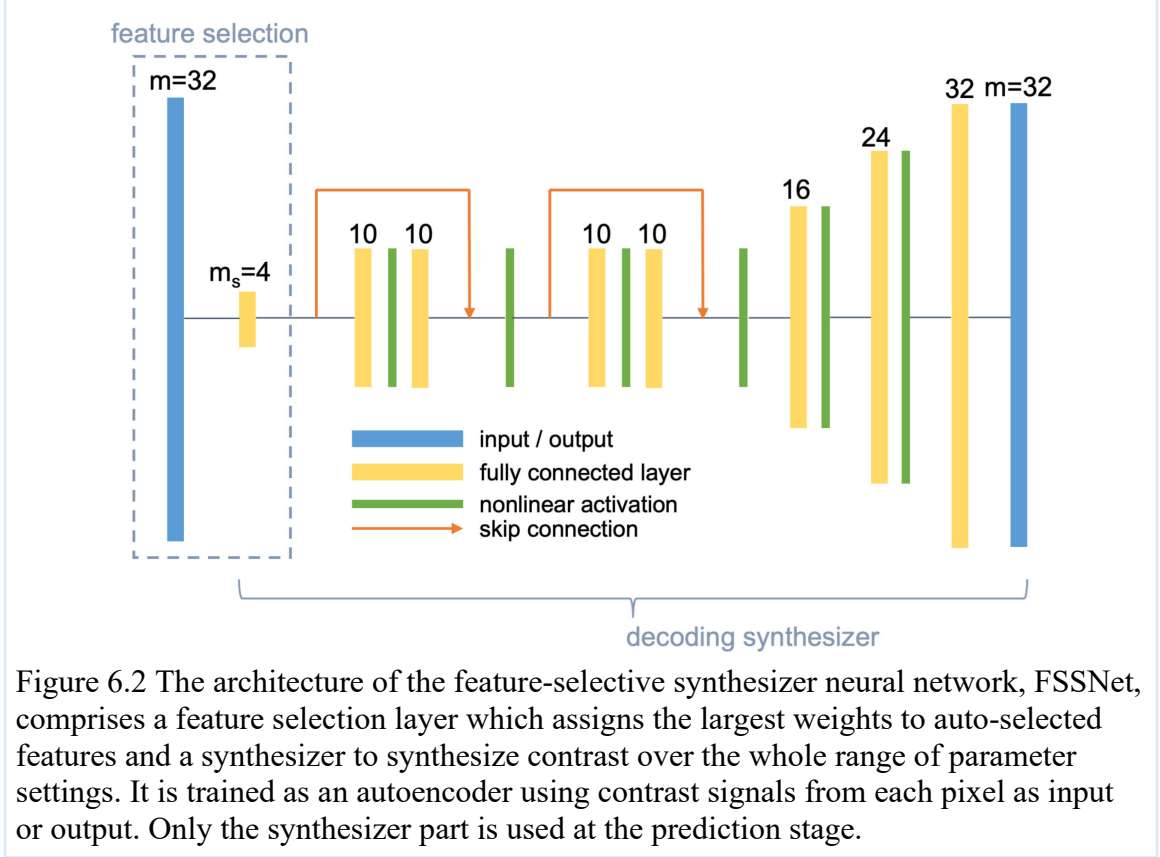 feature selection
m=32
32 m=32
24
16
10 10
10 10
mₛ=4
input / output
fully connected layer
nonlinear activation
skip connection
decoding synthesizer
Figure 6.2 The architecture of the feature-selective synthesizer neural network, FSSNet,
comprises a feature selection layer which assigns the largest weights to auto-selected
features and a synthesizer to synthesize contrast over the whole range of parameter
settings. It is trained as an autoencoder using contrast signals from each pixel as input
or output. Only the synthesizer part is used at the prediction stage.